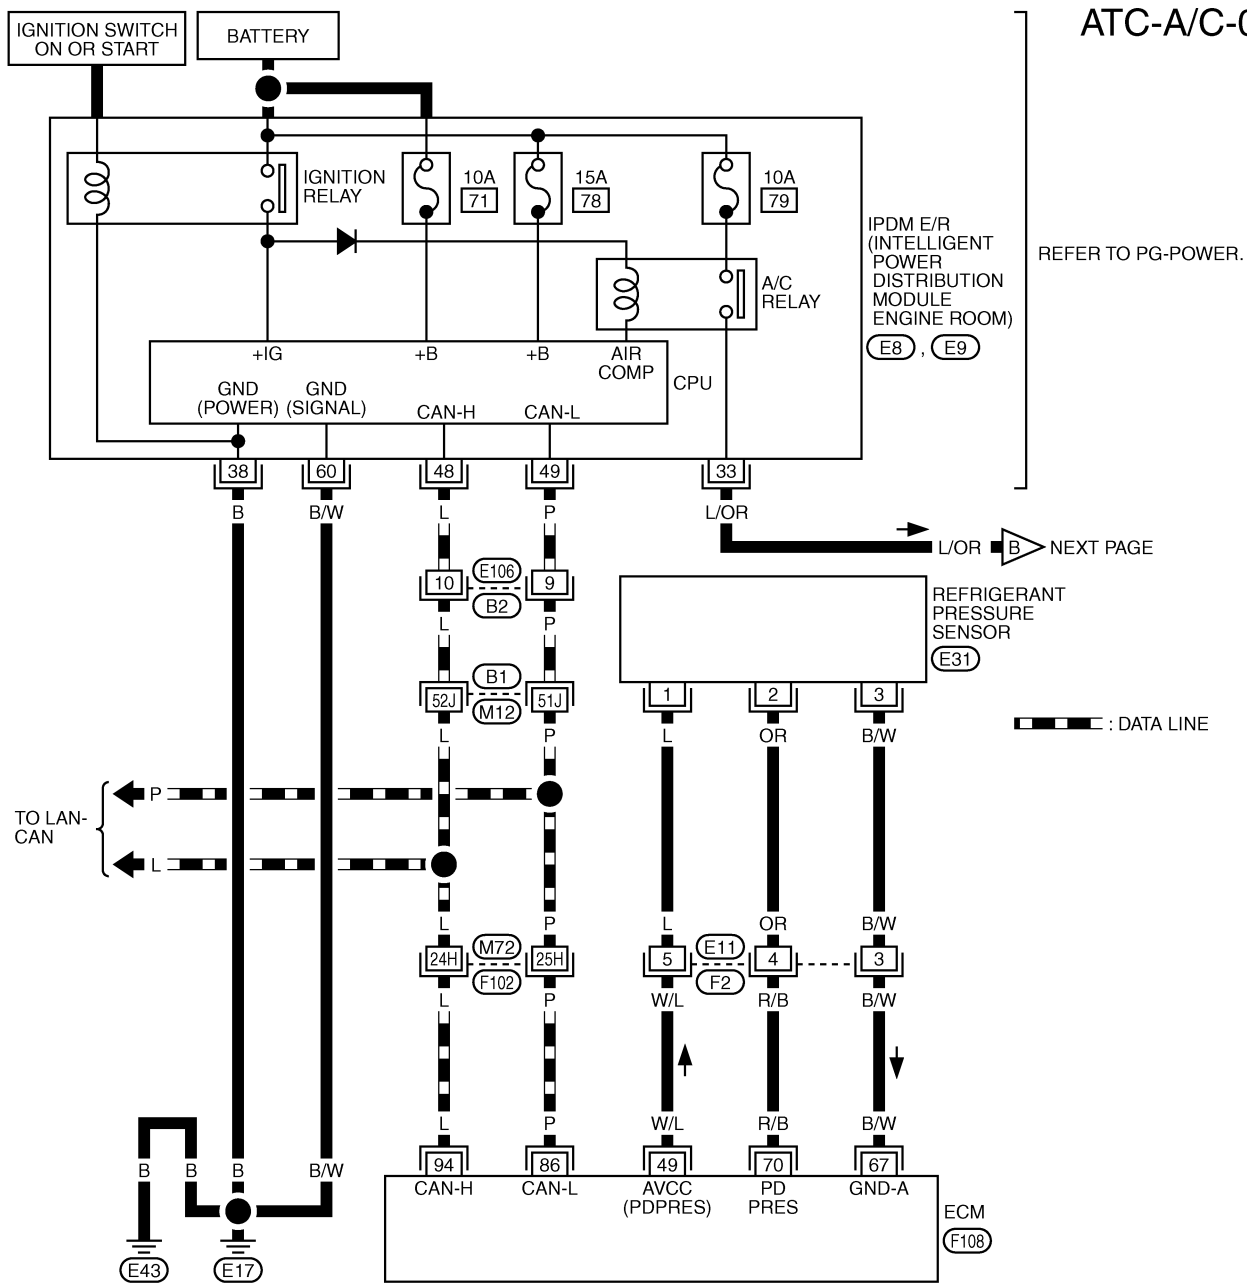 ATC-A/C-0
IGNITION SWITCH
ON OR START
BATTERY
IGNITION
RELAY
10A
71
15A
78
10A
79
A/C
RELAY
IPDM E/R
(INTELLIGENT
POWER
DISTRIBUTION
MODULE
ENGINE ROOM)
E8 , E9
REFER TO PG-POWER.
+IG
+B
+B
AIR
COMP
CPU
GND
(POWER)
GND
(SIGNAL)
CAN-H
CAN-L
38
60
48
49
33
B
B/W
L
P
L/OR
L/OR
B
NEXT PAGE
10
E106
9
B2
L
P
REFRIGERANT
PRESSURE
SENSOR
E31
B1
52J
51J
M12
1
2
3
L
P
L
OR
B/W
: DATA LINE
TO LAN-
CAN
P
L
L
P
L
OR
B/W
24H
M72
25H
F102
5
E11
4
3
F2
L
P
W/L
R/B
B/W
L
P
W/L
R/B
B/W
B
B
B
B/W
94
86
49
70
67
CAN-H
CAN-L
AVCC
(PDPRES)
PD
PRES
GND-A
ECM
F108
E43
E17